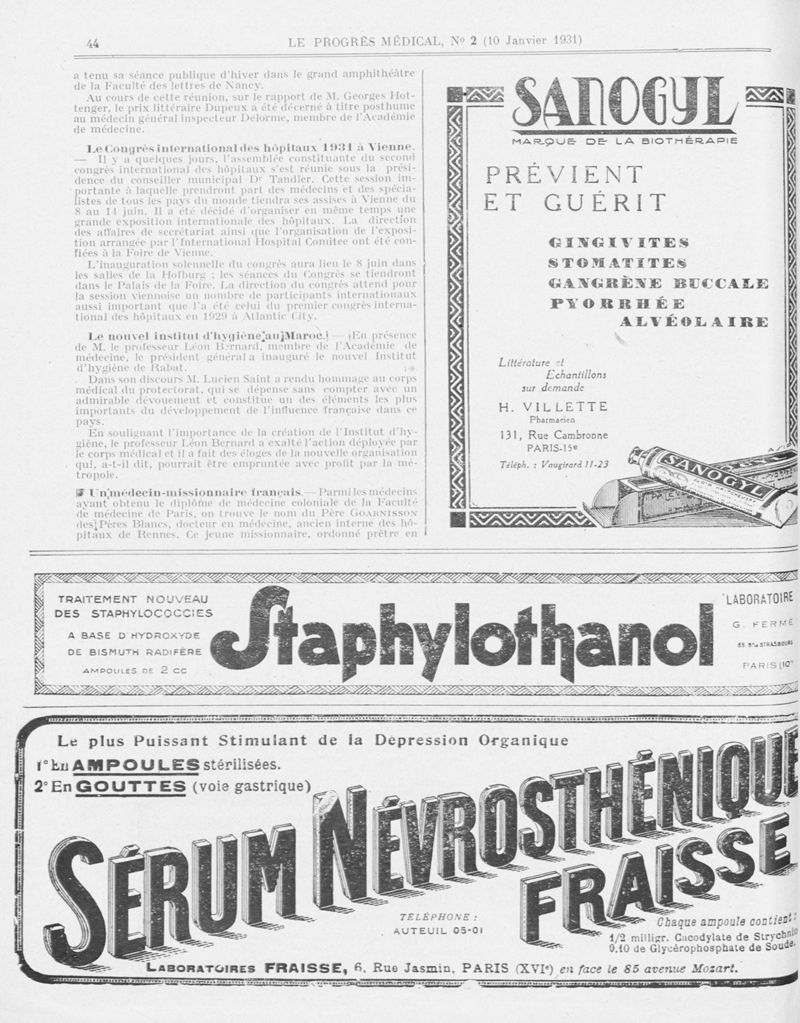 44
LE PROGRÈS MÉDICAL, No 2 (10 Janvier 1931)
a tenu sa séance publique d'hiver dans le grand amphithéâtre
de la Faculté des lettres de Nancy.
Au cours de cette réunion, sur le rapport de M. Georges Hot-
tenger, le prix littéraire Dupeux a été décerné à titre posthume
au médecin général inspecteur Delorme, membre de l'Académie
de médecine.
Le Congrès international des hôpitaux 1931 à Vienne.
— Il y a quelques jours, l'assemblée constituante du second
congrès international des hôpitaux s'est réunie sous la prési-
dence du conseiller municipal Dr Tandler. Cette session im-
portante à laquelle prendront part des médecins et des spécia-
listes de tous les pays du monde tiendra ses assises à Vienne du
8 au 14 juin. Il a été décidé d'organiser en même temps une
grande exposition internationale des hôpitaux. La direction
des affaires de secrétariat ainsi que l'organisation de l'exposi-
tion arrangée par l'International Hospital Comitee ont été con-
fiées à la Foire de Vienne.
L'inauguration solennelle du congrès aura lieu le 8 juin dans
les salles de la Hofburg ; les séances du Congrès se tiendront
dans le Palais de la Foire. La direction du congrès attend pour
la session viennoise un nombre de participants internationaux
aussi important que l'a été celui du premier congrès interna-
tional des hôpitaux en 1929 à Atlantic City.
Le nouvel institut d'hygiène au Maroc. — En présence
de M. le professeur Léon Bernard, membre de l'Académie de
médecine, le président général a inauguré le nouvel Institut
d'hygiène de Rabat.
Dans son discours M. Lucien Saint a rendu hommage au corps
médical du protectorat, qui se dépense sans compter avec un
admirable dévouement et constitue un des éléments les plus
importants du développement de l'influence française dans ce
pays.
En soulignant l'importance de la création de l'Institut d'hy-
giène, le professeur Léon Bernard a exalté l'action déployée par
le corps médical et il a fait des éloges de la nouvelle organisation
qui, a-t-il dit, pourrait être empruntée avec profit par la mé-
tropole.
Un médecin-missionnaire français. — Parmi les médecins
ayant obtenu le diplôme de médecine coloniale de la Faculté
de médecine de Paris, on trouve le nom du Père GOARNISSON
des Pères Blancs, docteur en médecine, ancien interne des hô-
pitaux de Rennes. Ce jeune missionnaire, ordonné prêtre en
SANOGYL
MARQUE DE LA BIOTHÉRAPIE
PRÉVIENT
ET GUÉRIT
GINGIVITES
STOMATITES
GANGRÈNE BUCCALE
PYORRHÉE
ALVÉOLAIRE
Littérature et
Echantillons
sur demande
H. VILLETTE
Pharmacien
131, Rue Cambronne
PARIS-15e
Téléph. : Vaugirard 11-23
SANOGYL
TRAITEMENT NOUVEAU
DES STAPHYLOCOCCIES
A BASE D'HYDROXYDE
DE BISMUTH RADIFÈRE
AMPOULES DE 2 CC
Staphylothanol
LABORATOIRE
G. FERMÉ
55 Bd STRASBOURG
PARIS (10e
Le plus Puissant Stimulant de la Dépression Organique
1° En AMPOULES stérilisées.
2° En GOUTTES (voie gastrique)
SÉRUM NÉVROSTHÉNIQUE
FRAISSE
TÉLÉPHONE :
AUTEUIL 05-01
Chaque ampoule contient :
1/2 milligr. Cacodylate de Strychnine
0.10 de Glycérophosphate de Soude.
LABORATOIRES FRAISSE, 6, Rue Jasmin, PARIS (XVIe) en face le 85 avenue Mozart.